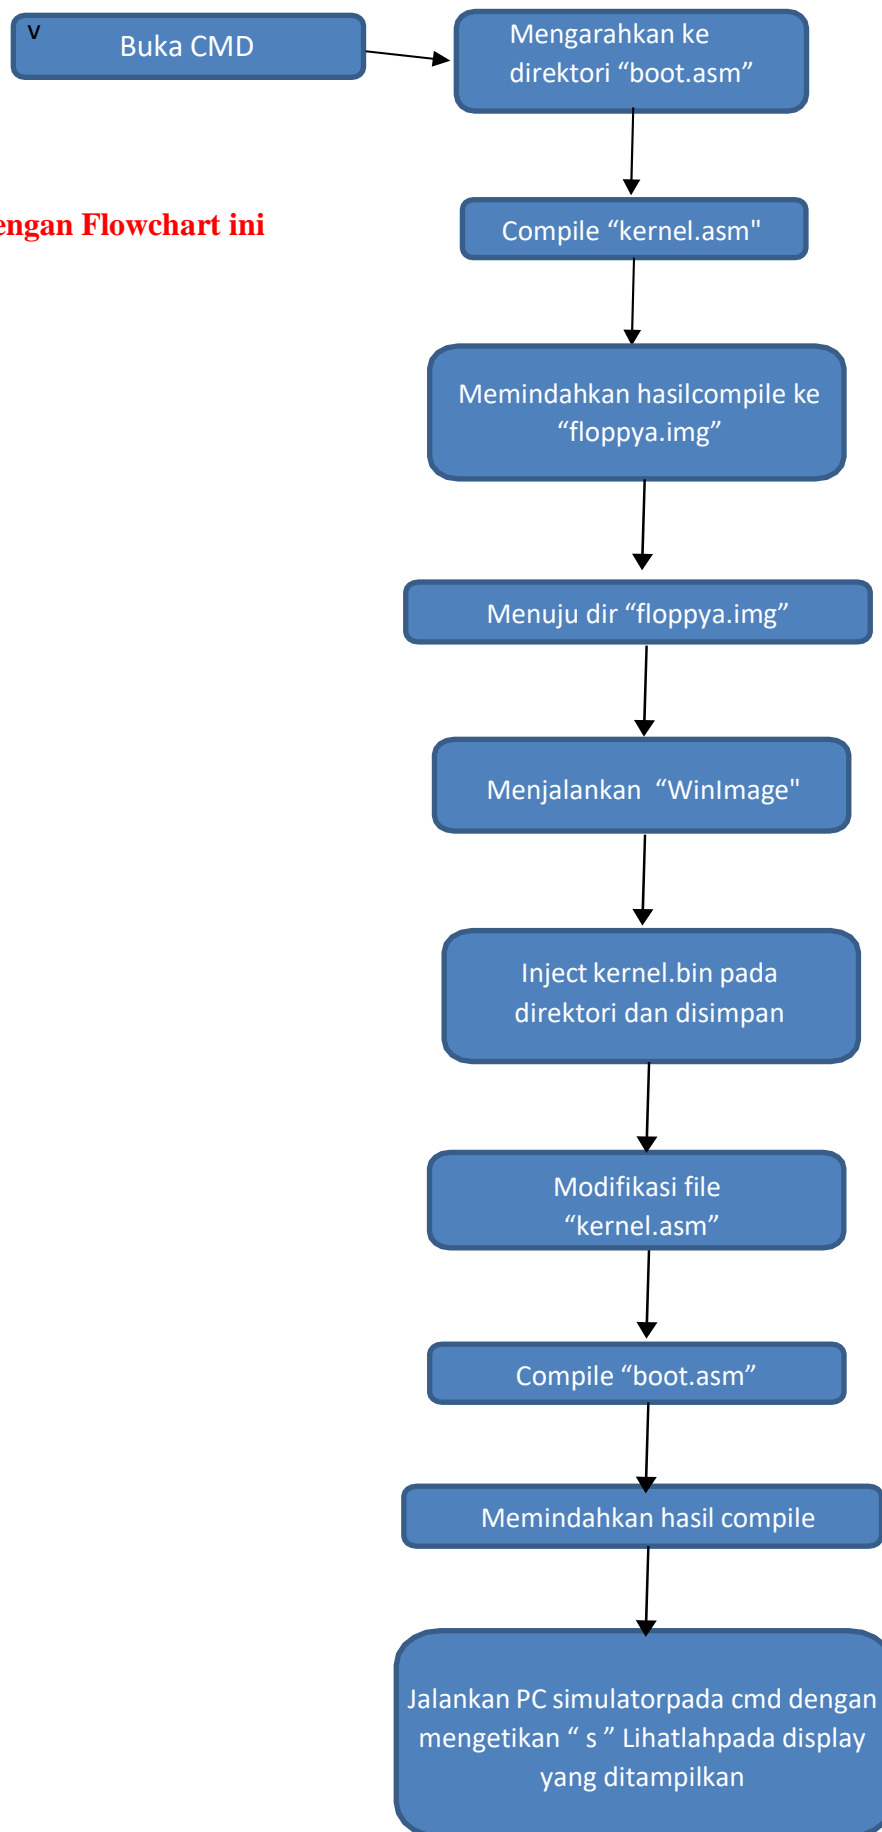 v
Buka CMD
Mengarahkan ke
direktori “boot.asm”
engan Flowchart ini
Compile “kernel.asm"
Memindahkan hasilcompile ke
“floppya.img”
Menuju dir “floppya.img”
Menjalankan “WinImage"
Inject kernel.bin pada
direktori dan disimpan
Modifikasi file
“kernel.asm”
Compile “boot.asm”
Memindahkan hasil compile
Jalankan PC simulatorpada cmd dengan
mengetikan “ s ” Lihatlahpada display
yang ditampilkan